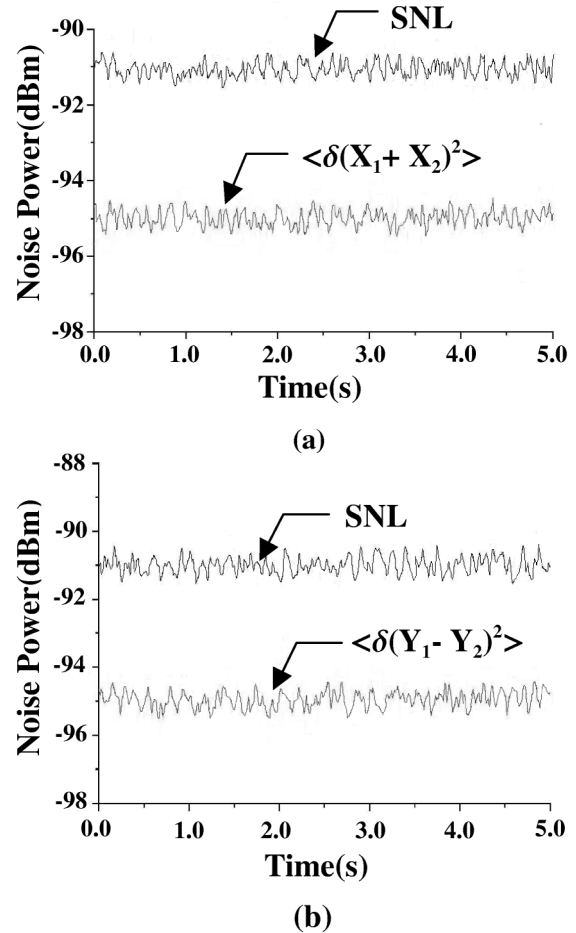 -90
SNL
-91
-92
<δ(X₁+ X₂)²>
-94
-96
-98
Noise Power(dBm)
0.0 1.0 2.0 3.0 4.0 5.0
Time(s)
(a)
-88
-90
SNL
-92
<δ(Y₁- Y₂)²>
-94
-96
-98
Noise Power(dBm)
0.0 1.0 2.0 3.0 4.0 5.0
Time(s)
(b)